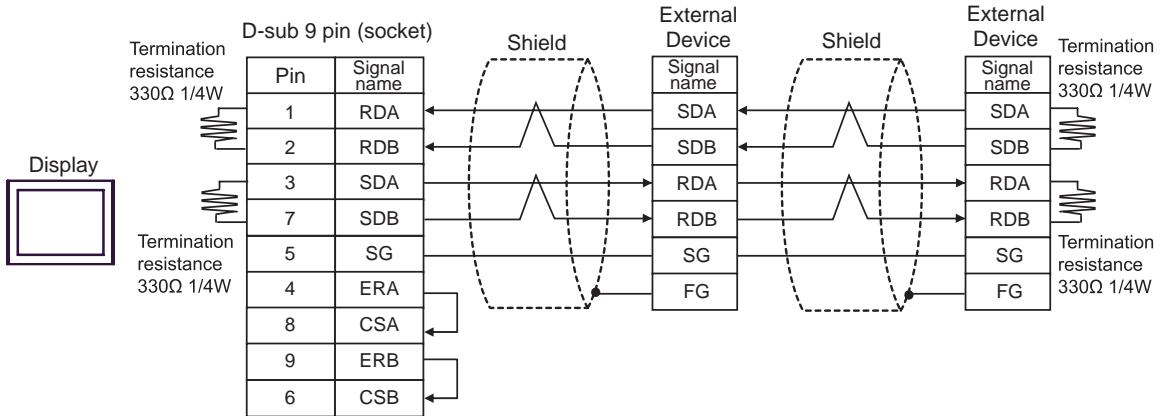 D-sub 9 pin (socket)
Termination
resistance
330Ω 1/4W
Display
Termination
resistance
330Ω 1/4W
Pin Signal name
1 RDA
2 RDB
3 SDA
7 SDB
5 SG
4 ERA
8 CSA
9 ERB
6 CSB
Shield
External
Device
Signal
name
SDA
SDB
RDA
RDB
SG
FG
Shield
External
Device
Signal
name
SDA
SDB
RDA
RDB
SG
FG
Termination
resistance
330Ω 1/4W
Termination
resistance
330Ω 1/4W